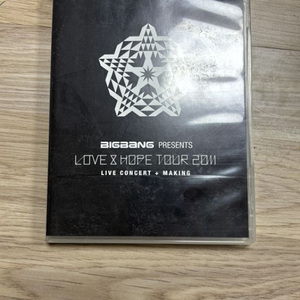 BIGBANG PRESENTS
LOVE & HOPE TOUR 2011
LIVE CONCERT + MAKING